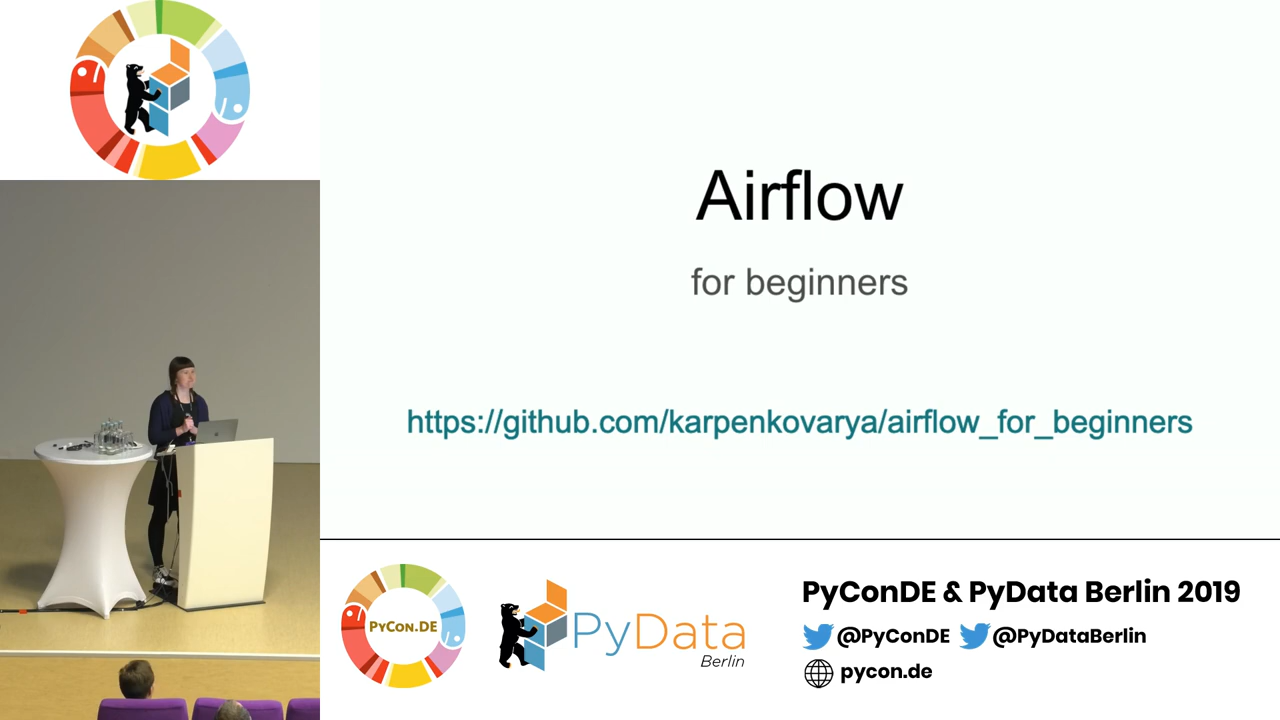 Airflow
for beginners
https://github.com/karpenkovarya/airflow_for_beginners
PYCON.DE
PyData
Berlin
PyConDE & PyData Berlin 2019
@PyConDE @PyDataBerlin
pycon.de